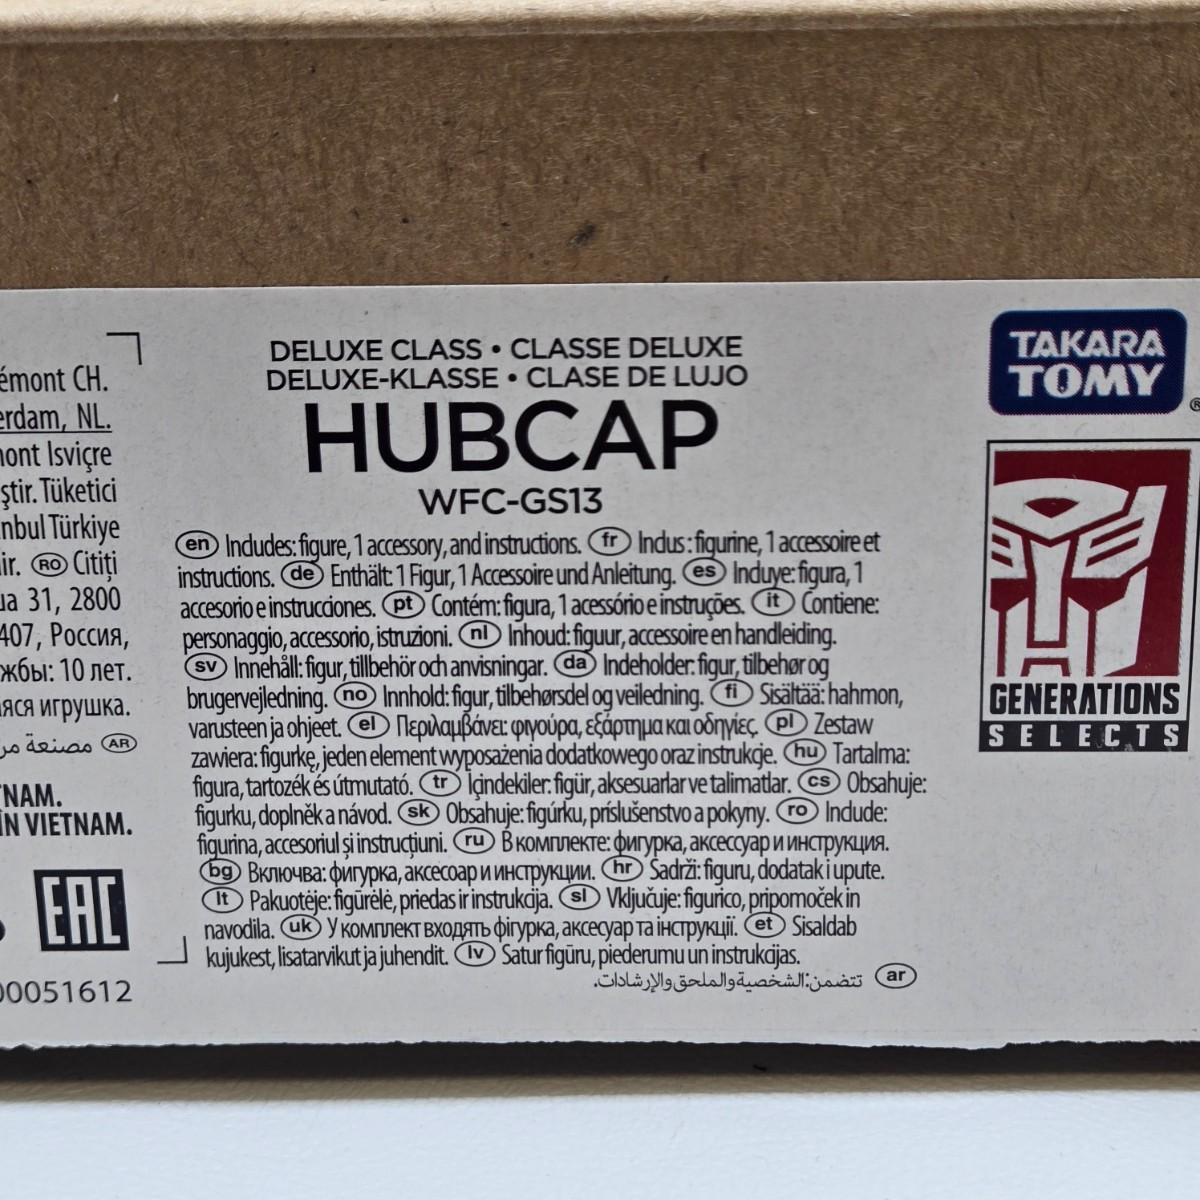 émont CH.
erdam, NL.
mont Isviçre
ştir. Tüketici
nbul Türkiye
ir. RO Citiți
31, 2800
407, Россия,
жбы: 10 лет.
яся игрушка.
مصنعة AR
NAM.
ÎN VIETNAM.
EAC
00051612
DELUXE CLASS • CLASSE DELUXE
DELUXE-KLASSE • CLASE DE LUJO
HUBCAP
WFC-GS13
en Includes: figure, 1 accessory, and instructions. fr Indus : figurine, 1 accessoire et
instructions. de Enthält: 1 Figur, 1 Accessoire und Anleitung. es Induye: figura, 1
accesorio e instrucciones. pt Contém: figura, 1 acessório e instruções. it Contiene:
personaggio, accessorio, istruzioni. nl Inhoud: figuur, accessoire en handleiding.
sv Innehåll: figur, tillbehör och anvisningar. da Indeholder: figur, tilbehør og
brugervejledning. no Innhold: figur, tilbehørsdel og veiledning. fi Sisältää: hahmon,
varusteen ja ohjeet. el Περιλαμβάνει: φιγούρα, εξάρτημα και οδηγίες. pl Zestaw
zawiera: figurkę, jeden element wyposażenia dodatkowego oraz instrukcje. hu Tartalma:
figura, tartozék és útmutató. tr İçindekiler: figür, aksesuarlar ve talimatlar. cs Obsahuje:
figurku, doplněk a návod. sk Obsahuje: figúrku, príslušenstvo a pokyny. ro Include:
figurina, accesoriul și instrucțiuni. ru В комплекте: фигурка, аксессуар и инструкция.
bg Включва: фигурка, аксесоар и инструкции. hr Sadrži: figuru, dodatak i upute.
lt Pakuotėje: figūrėlė, priedas ir instrukcija. sl Vključuje: figurico, pripomoček in
navodila. uk У комплект входять фігурка, аксесуар та інструкції. et Sisaldab
kujukest, lisatarvikut ja juhendit. lv Satur figūru, piederumu un instrukcijas.
ar تتضمن: الشخصية والملحق والإرشادات.
TAKARA
TOMY ®
GENERATIONS
SELECTS